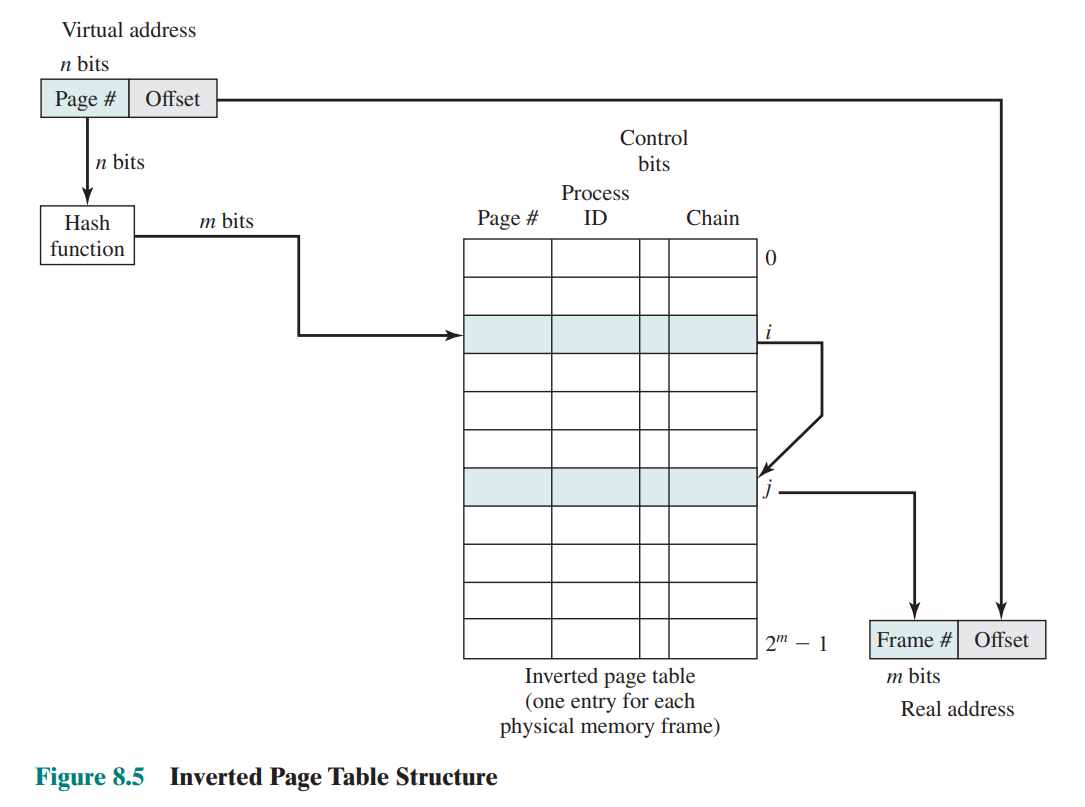 Virtual address
n bits
Page # Offset
n bits
Control
bits
Process
Page # ID Chain
Hash
function
m bits
0
i
j
2^m – 1
Frame # Offset
m bits
Real address
Inverted page table
(one entry for each
physical memory frame)
Figure 8.5 Inverted Page Table Structure